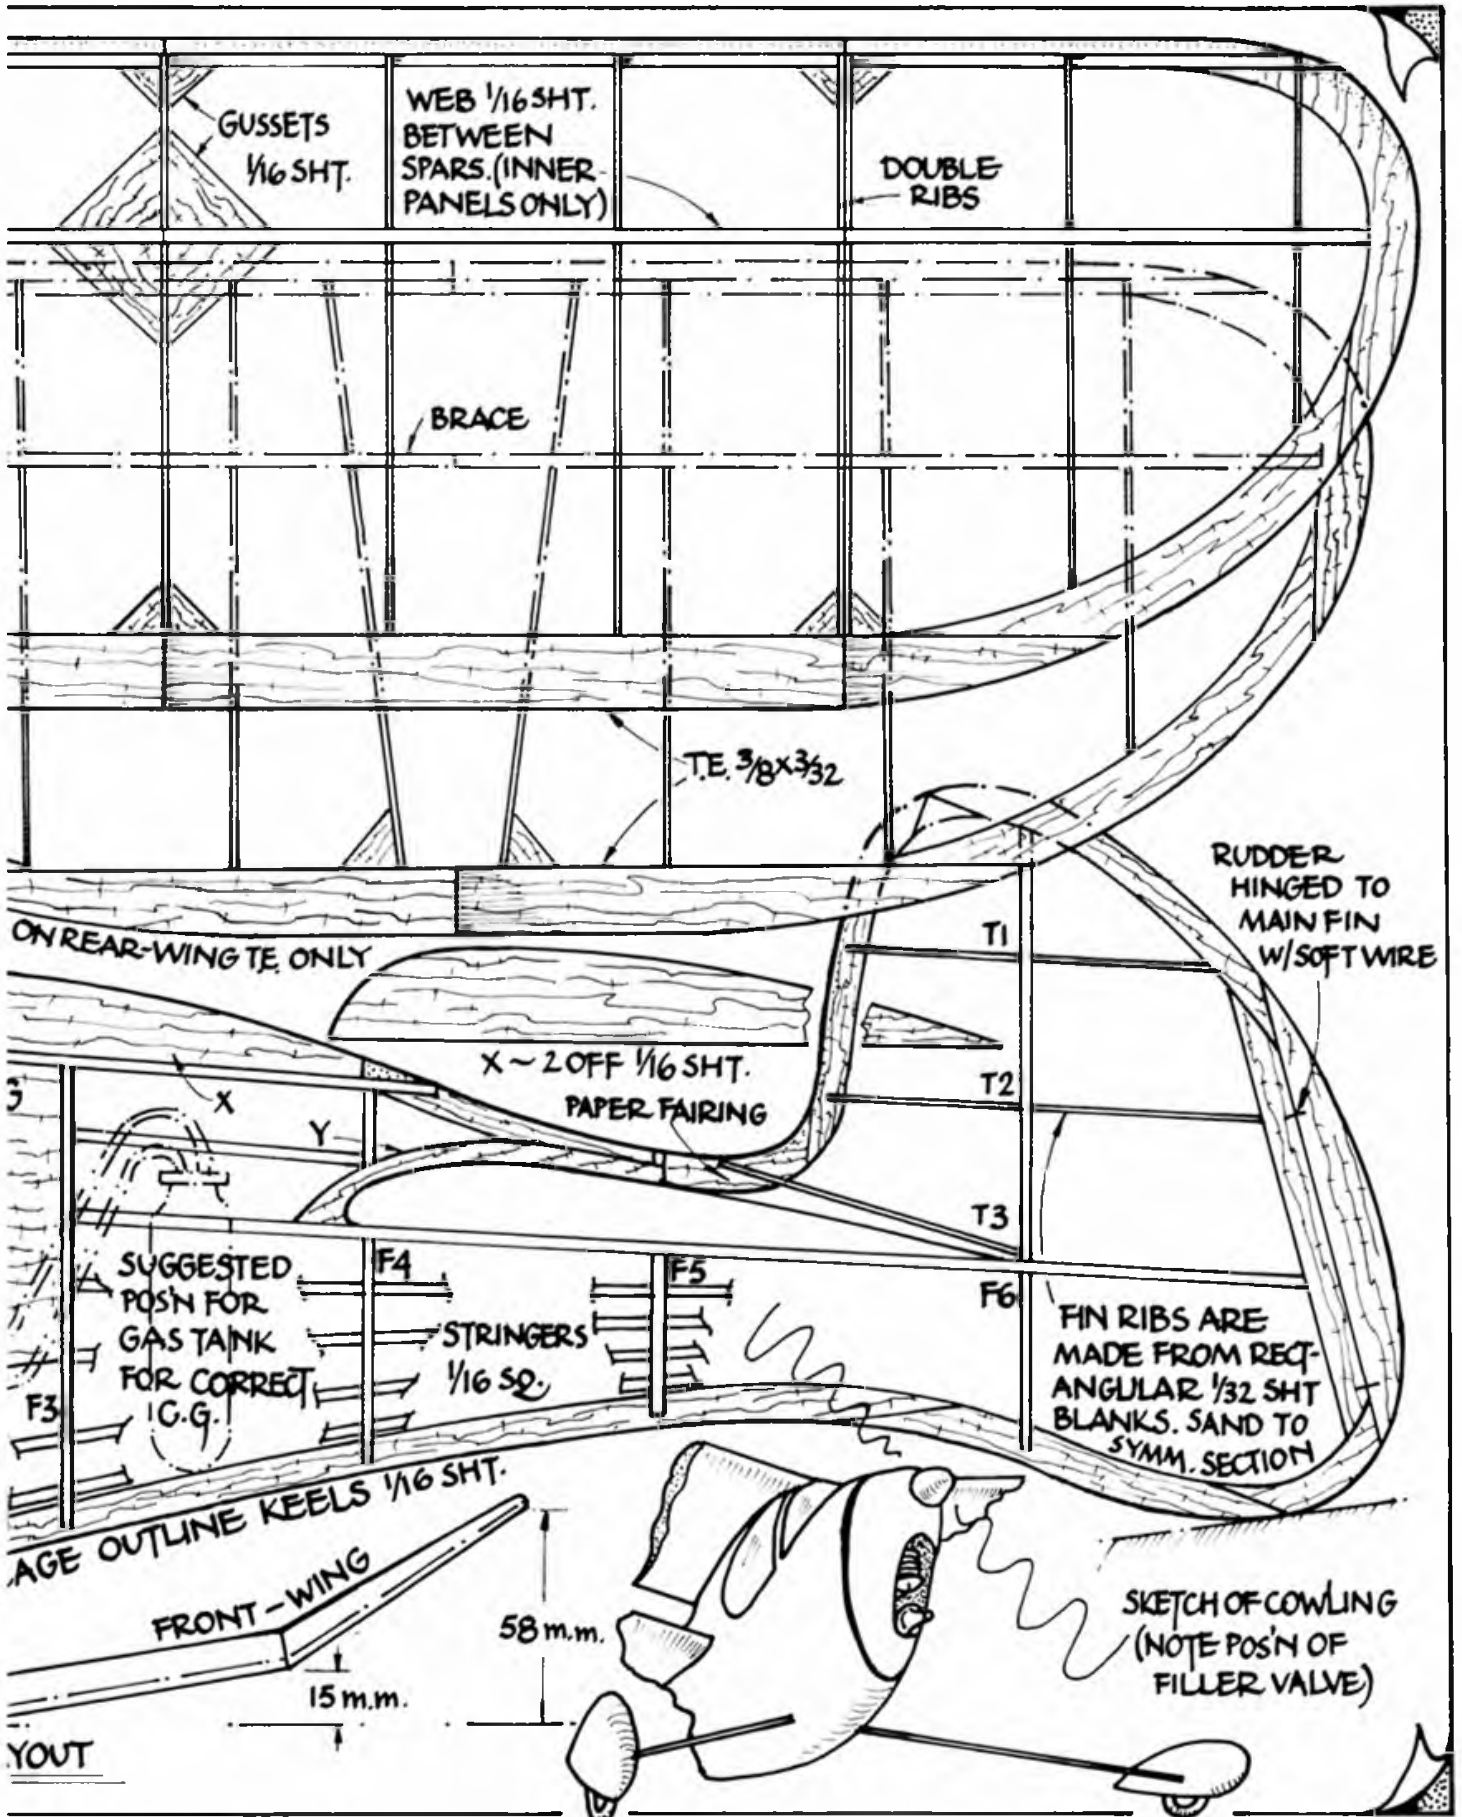 GUSSETS
1/16 SHT.
WEB 1/16 SHT.
BETWEEN
SPARS. (INNER-
PANELS ONLY)
DOUBLE
RIBS
BRACE
T.E. 3/8 X 3/32
RUDDER
HINGED TO
MAIN FIN
W/SOFT WIRE
ON REAR-WING T.E. ONLY
T1
X ~ 2 OFF 1/16 SHT.
PAPER FAIRING
T2
X
Y
T3
SUGGESTED
POS'N FOR
GAS TANK
FOR CORRECT
C.G.
F4
F5
F6
STRINGERS
1/16 SQ.
F3
FIN RIBS ARE
MADE FROM RECT-
ANGULAR 1/32 SHT
BLANKS. SAND TO
SYMM. SECTION
AGE OUTLINE KEELS 1/16 SHT.
FRONT-WING
58 m.m.
15 m.m.
SKETCH OF COWLING
(NOTE POS'N OF
FILLER VALVE)
YOUT